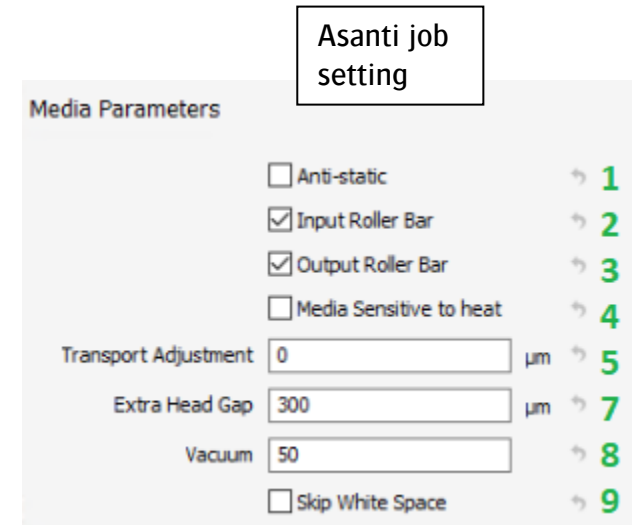 Asanti job
setting
Media Parameters
Anti-static 1
Input Roller Bar 2
Output Roller Bar 3
Media Sensitive to heat 4
Transport Adjustment 0 µm 5
Extra Head Gap 300 µm 7
Vacuum 50 8
Skip White Space 9